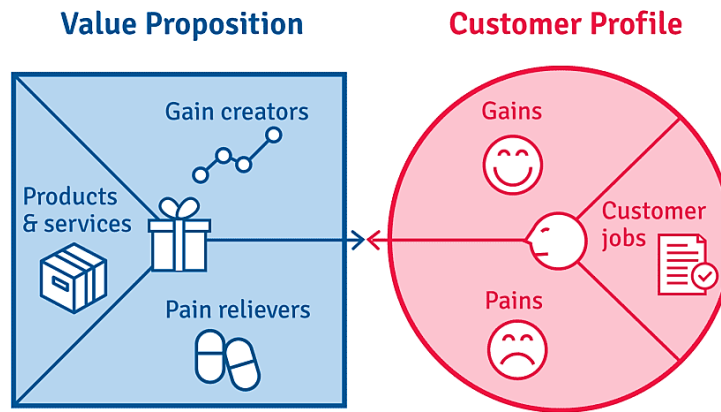 Value Proposition
Customer Profile
Gain creators
Products
& services
Pain relievers
Gains
Customer
jobs
Pains